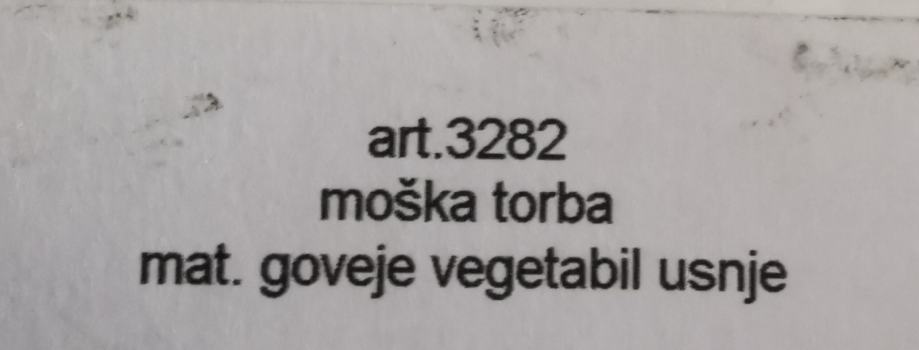 art.3282
moška torba
mat. goveje vegetabil usnje